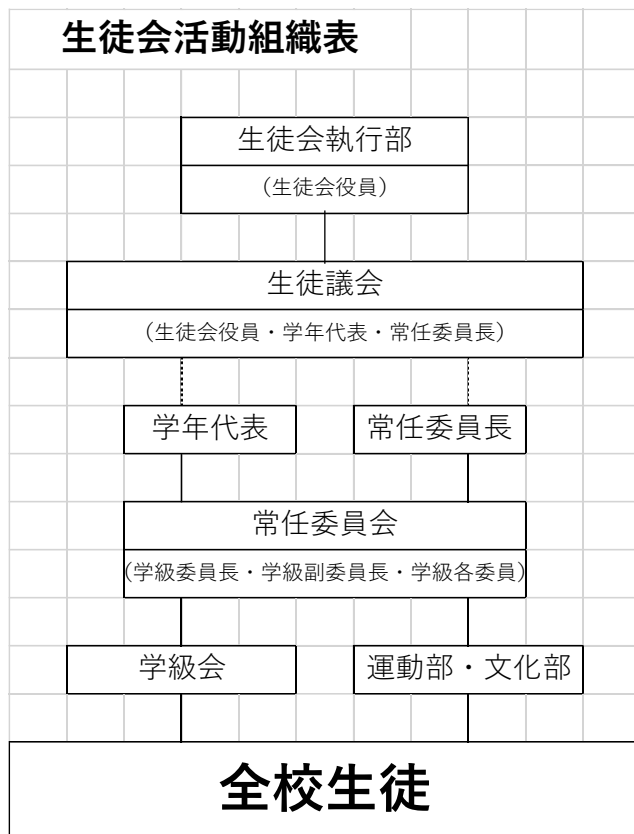 生徒会活動組織表
生徒会執行部
(生徒会役員)
生徒議会
(生徒会役員・学年代表・常任委員長)
学年代表
常任委員長
常任委員会
(学級委員長・学級副委員長・学級各委員)
学級会
運動部・文化部
全校生徒